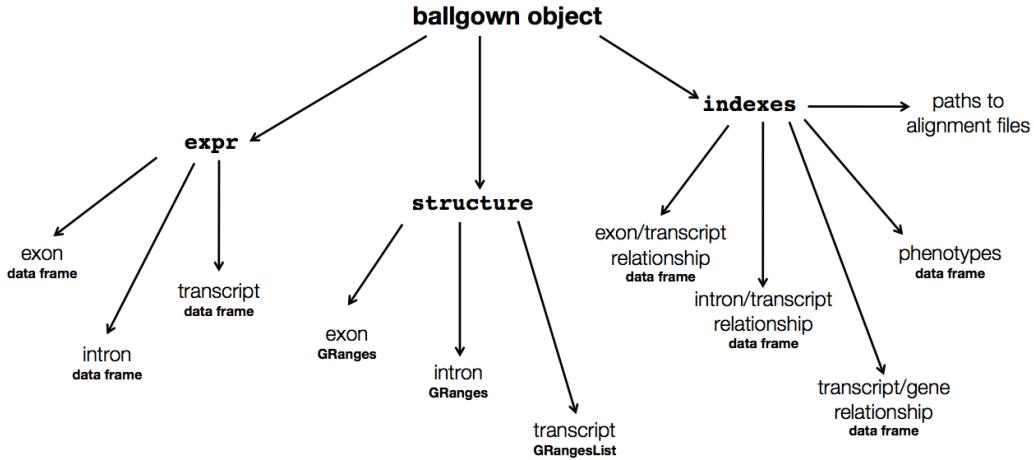 ballgown object
expr
exon
data frame
intron
data frame
transcript
data frame
structure
exon
GRanges
intron
GRanges
transcript
GRangesList
indexes
paths to
alignment files
exon/transcript
relationship
data frame
intron/transcript
relationship
data frame
transcript/gene
relationship
data frame
phenotypes
data frame